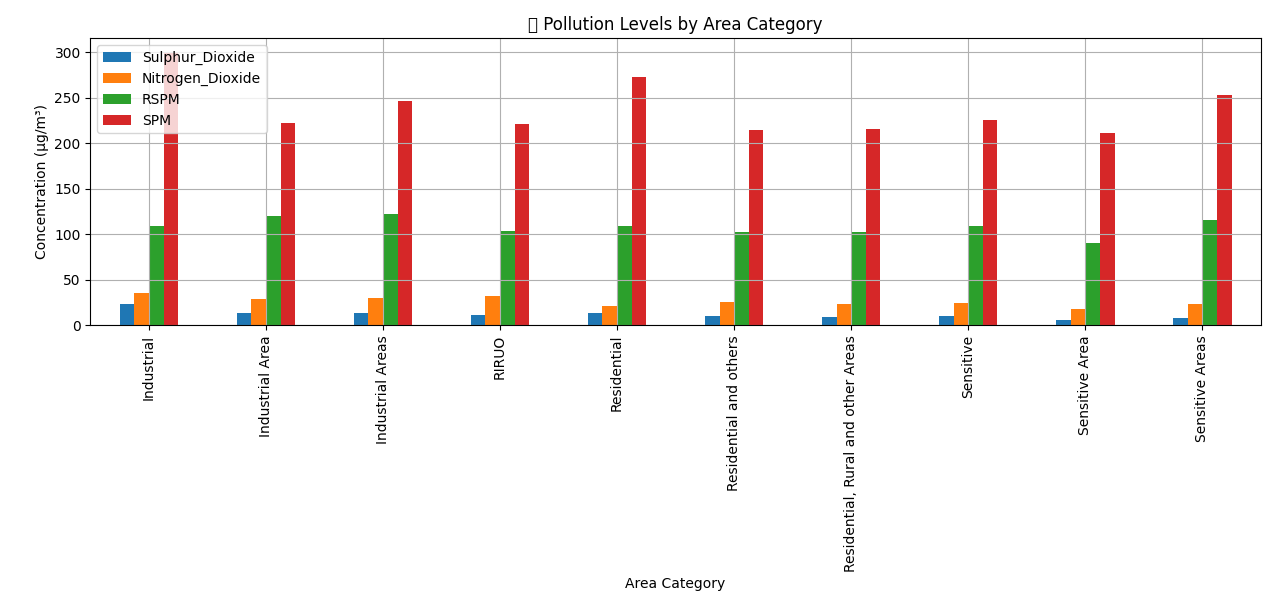 Pollution Levels by Area Category
Concentration (µg/m³)
300
250
200
150
100
50
0
Sulphur_Dioxide
Nitrogen_Dioxide
RSPM
SPM
Industrial
Industrial Area
Industrial Areas
RIRUO
Residential
Residential and others
Residential, Rural and other Areas
Sensitive
Sensitive Area
Sensitive Areas
Area Category